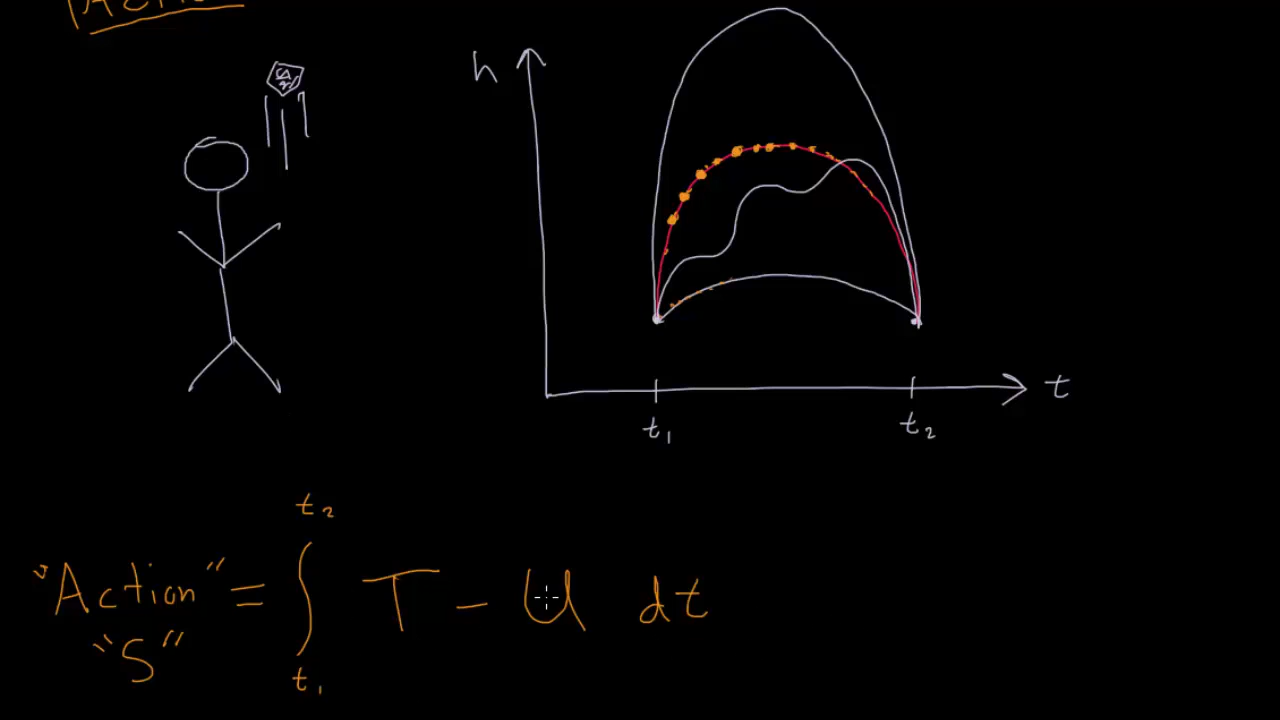 h
t
t₁ t₂
t₂
"Action" = ∫ T - U dt
"S"
t₁